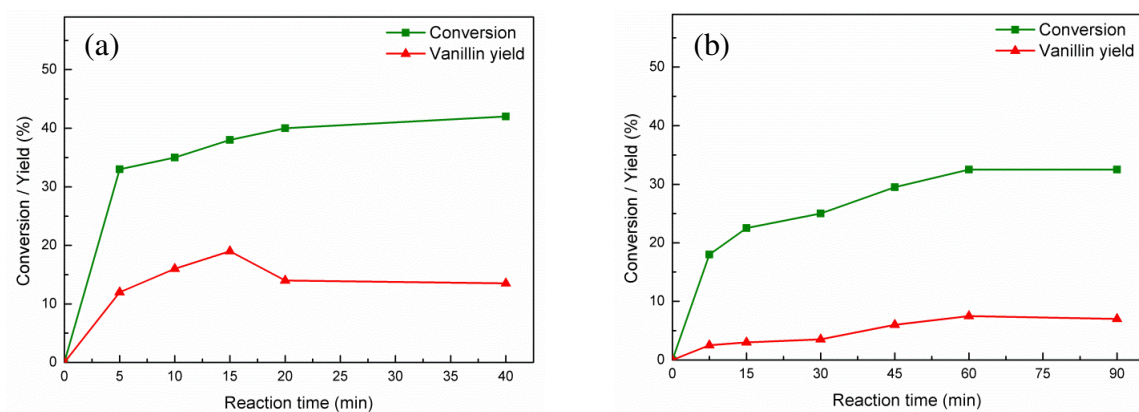 (a)
Conversion
Vanillin yield
50
40
30
20
10
0
Conversion / Yield (%)
0 5 10 15 20 25 30 35 40
Reaction time (min)
(b)
Conversion
Vanillin yield
50
40
30
20
10
0
Conversion / Yield (%)
0 15 30 45 60 75 90
Reaction time (min)